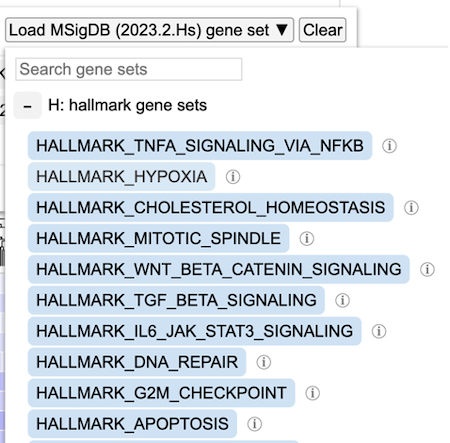 Load MSigDB (2023.2.Hs) gene set ▼ Clear
Search gene sets
– H: hallmark gene sets
HALLMARK_TNFA_SIGNALING_VIA_NFKB
HALLMARK_HYPOXIA
HALLMARK_CHOLESTEROL_HOMEOSTASIS
HALLMARK_MITOTIC_SPINDLE
HALLMARK_WNT_BETA_CATENIN_SIGNALING
HALLMARK_TGF_BETA_SIGNALING
HALLMARK_IL6_JAK_STAT3_SIGNALING
HALLMARK_DNA_REPAIR
HALLMARK_G2M_CHECKPOINT
HALLMARK_APOPTOSIS